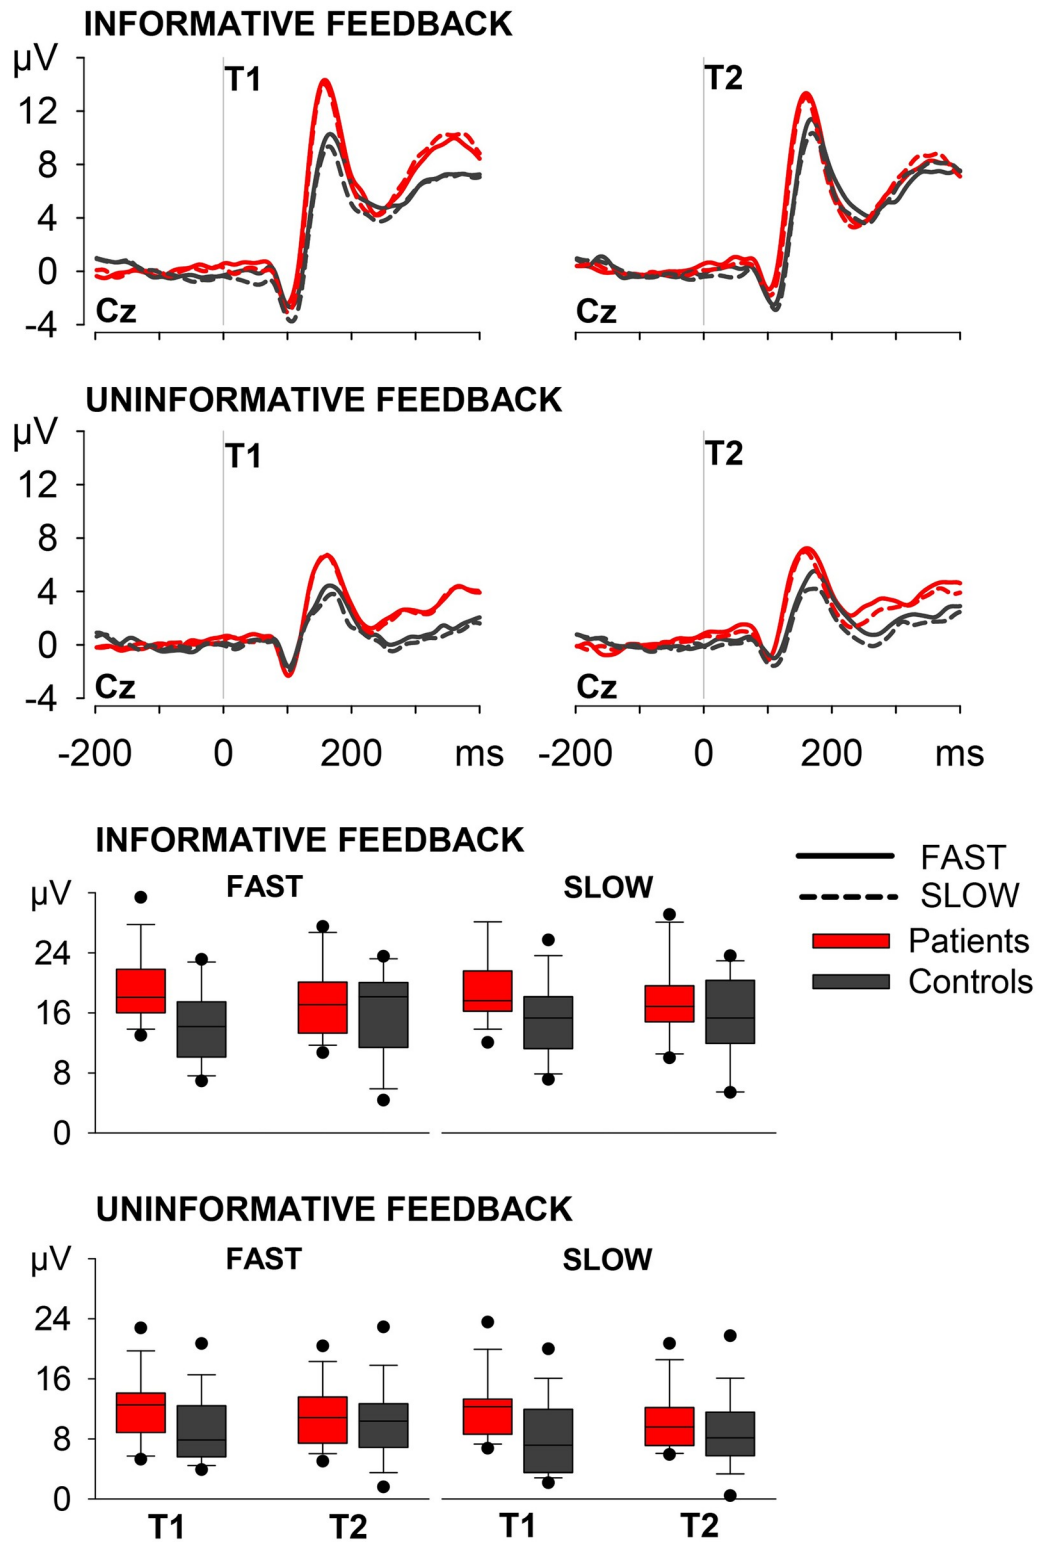 INFORMATIVE FEEDBACK
µV
T1
T2
12
8
4
0
-4
Cz
Cz
UNINFORMATIVE FEEDBACK
µV
T1
T2
12
8
4
0
-4
Cz
Cz
-200 0 200 ms
-200 0 200 ms
INFORMATIVE FEEDBACK
FAST
SLOW
µV
24
16
8
0
FAST
SLOW
Patients
Controls
UNINFORMATIVE FEEDBACK
FAST
SLOW
µV
24
16
8
0
T1 T2 T1 T2